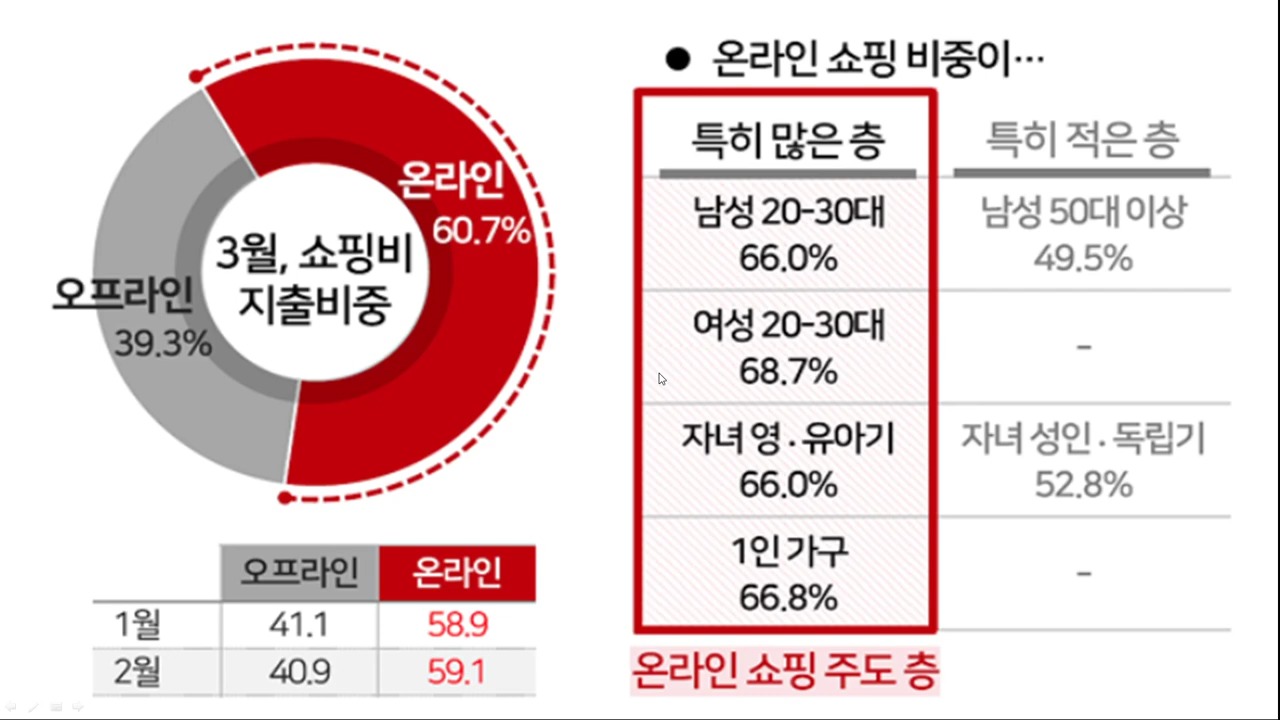 온라인
60.7%
3월, 쇼핑비
지출비중
오프라인
39.3%
오프라인 온라인
1월 41.1 58.9
2월 40.9 59.1
● 온라인 쇼핑 비중이…
특히 많은 층 특히 적은 층
남성 20-30대 남성 50대 이상
66.0% 49.5%
여성 20-30대 -
68.7%
자녀 영·유아기 자녀 성인·독립기
66.0% 52.8%
1인 가구 -
66.8%
온라인 쇼핑 주도 층